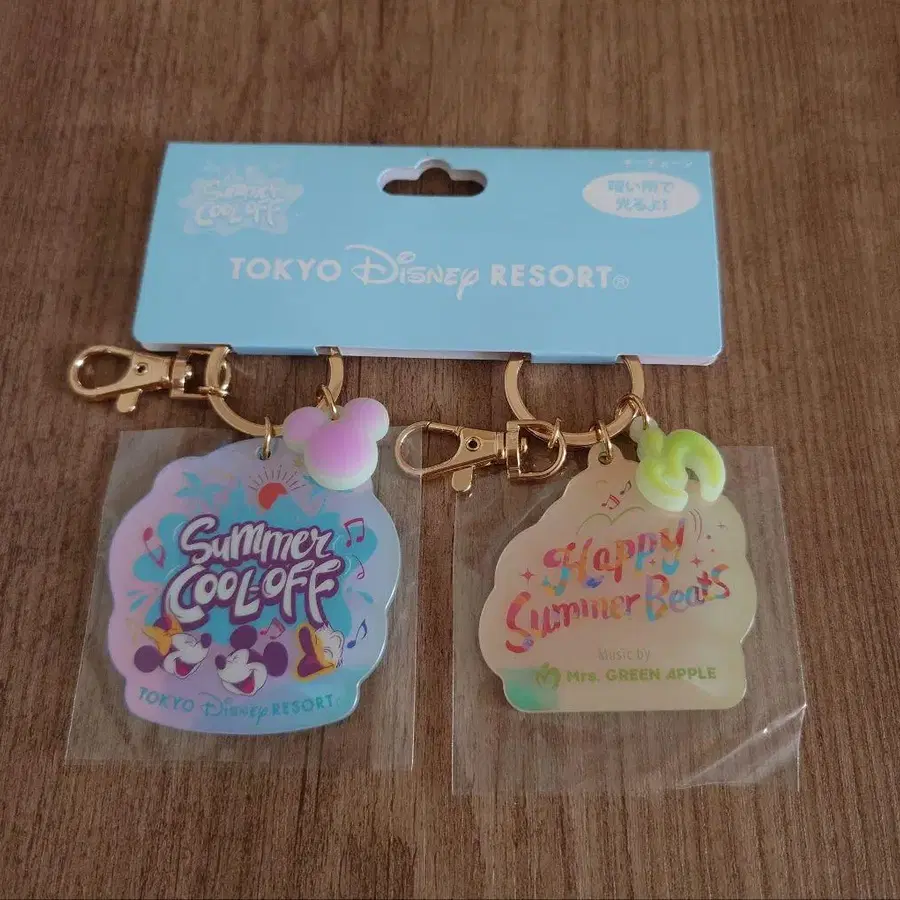 キーチェーン
Summer
COOL-OFF
暗い所で
光るよ!
TOKYO Disney RESORT®
Summer
COOL-OFF
TOKYO Disney RESORT
Happy
Summer Beats
Music by
Mrs. GREEN APPLE